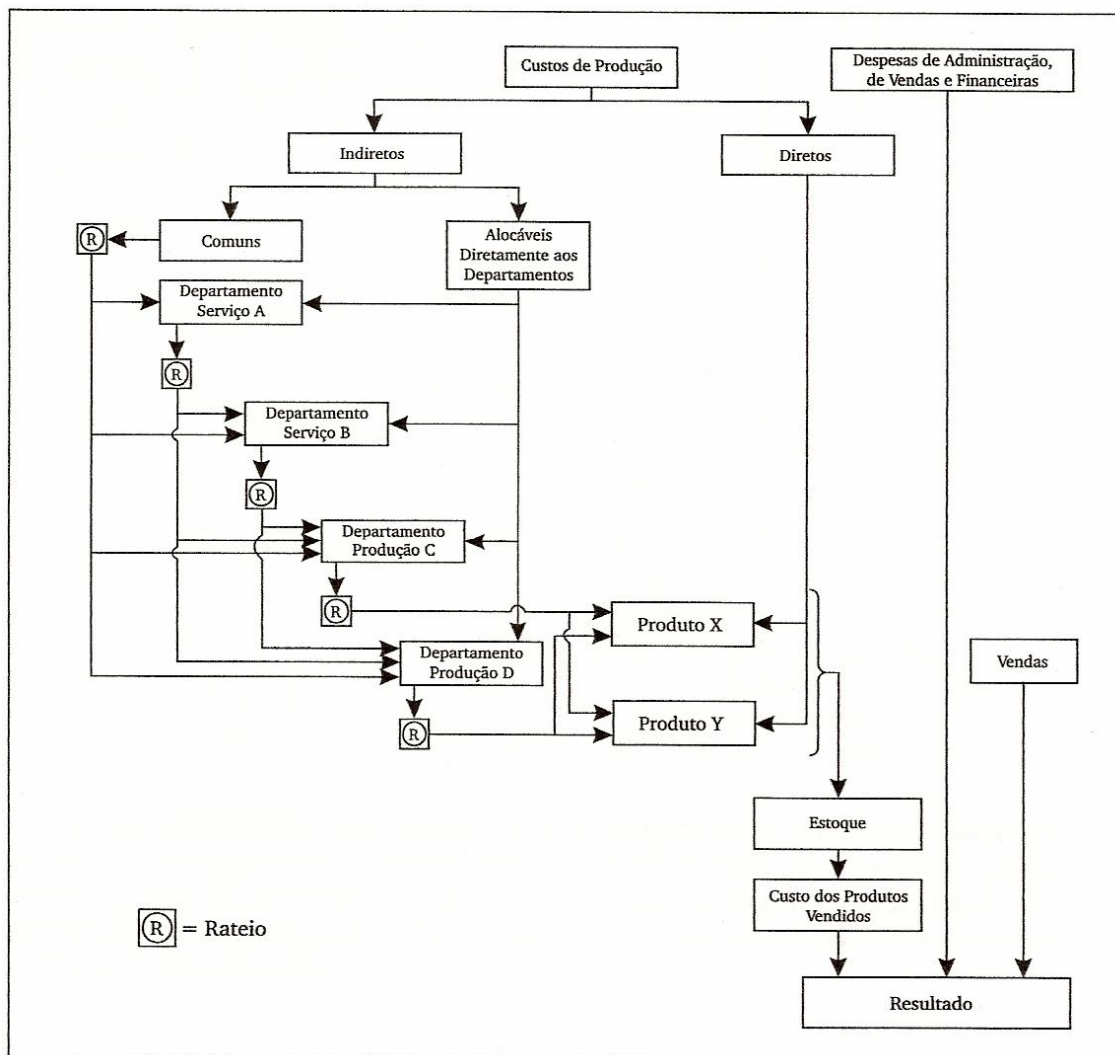 Custos de Produção
Despesas de Administração,
de Vendas e Financeiras
Indiretos
Diretos
R
Comuns
Alocáveis
Diretamente aos
Departamentos
Departamento
Serviço A
R
Departamento
Serviço B
R
Departamento
Produção C
R
Produto X
Departamento
Produção D
Vendas
R
Produto Y
Estoque
Custo dos Produtos
Vendidos
R = Rateio
Resultado